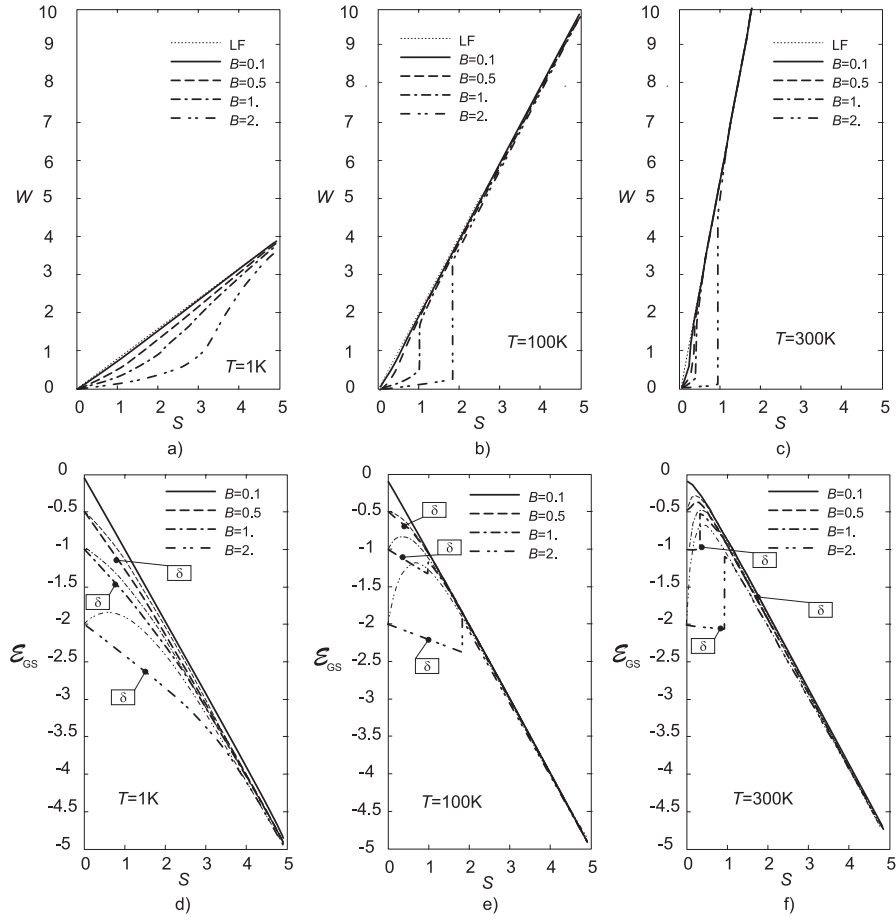 10
9
8
7
6
W 5
4
3
2
1
0
0 1 2 3 4 5
S
a)
LF
B=0.1
B=0.5
B=1.
B=2.
T=1K
10
9
8
7
6
W 5
4
3
2
1
0
0 1 2 3 4 5
S
b)
LF
B=0.1
B=0.5
B=1.
B=2.
T=100K
10
9
8
7
6
W 5
4
3
2
1
0
0 1 2 3 4 5
S
c)
LF
B=0.1
B=0.5
B=1.
B=2.
T=300K
0
-0.5
-1
-1.5
-2
-2.5
ℰGS
-3
-3.5
-4
-4.5
-5
0 1 2 3 4 5
S
d)
B=0.1
B=0.5
B=1.
B=2.
δ
δ
δ
T=1K
0
-0.5
-1
-1.5
-2
-2.5
ℰGS
-3
-3.5
-4
-4.5
-5
0 1 2 3 4 5
S
e)
B=0.1
B=0.5
B=1.
B=2.
δ
δ
δ
T=100K
0
-0.5
-1
-1.5
-2
-2.5
ℰGS
-3
-3.5
-4
-4.5
-5
0 1 2 3 4 5
S
f)
B=0.1
B=0.5
B=1.
B=2.
δ
δ
δ
T=300K